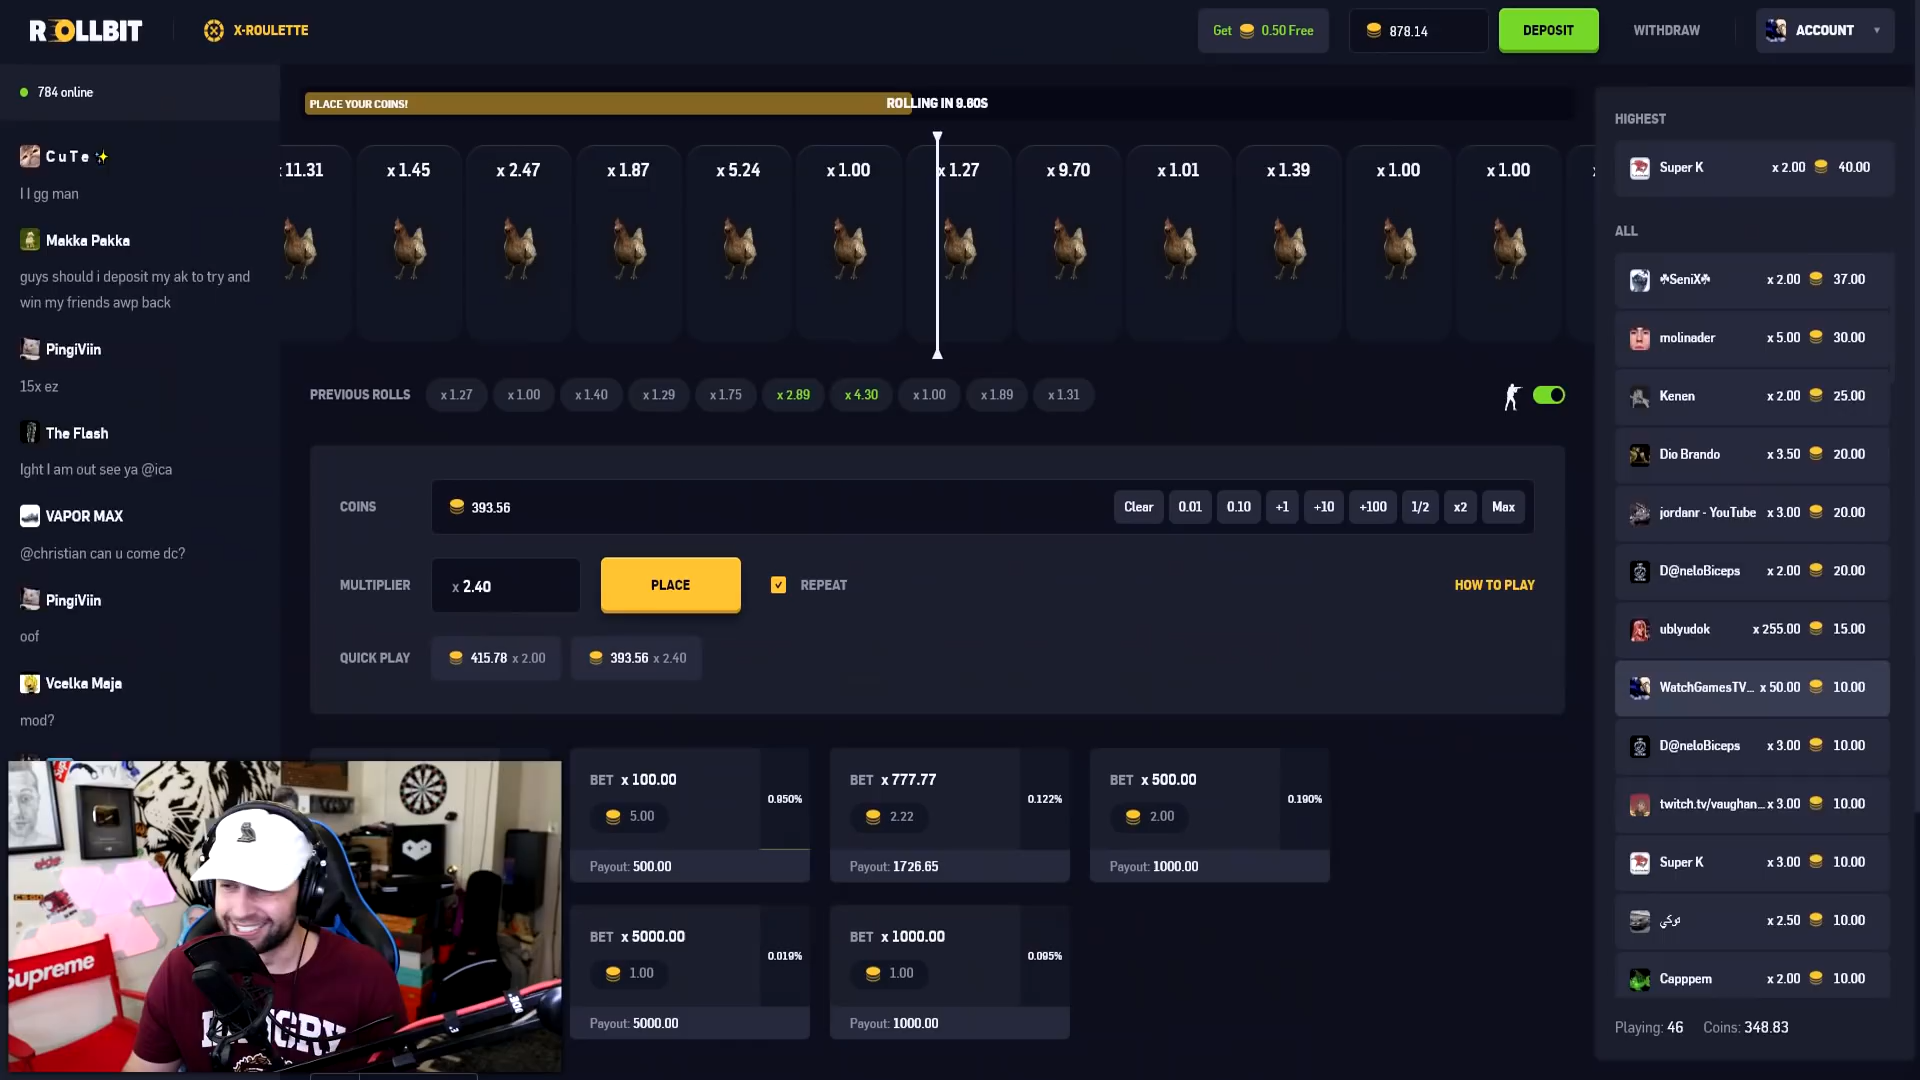 ROLLBIT
X-ROULETTE
Get 0.50 Free
878.14
DEPOSIT
WITHDRAW
ACCOUNT
784 online
CuTe ✨
I I gg man
Makka Pakka
guys should i deposit my ak to try and
win my friends awp back
PingiViin
15x ez
The Flash
Ight I am out see ya @ica
VAPOR MAX
@christian can u come dc?
PingiViin
oof
Vcelka Maja
mod?
PLACE YOUR COINS!
ROLLING IN 9.60S
11.31
x 1.45
x 2.47
x 1.87
x 5.24
x 1.00
x 1.27
x 9.70
x 1.01
x 1.39
x 1.00
x 1.00
PREVIOUS ROLLS
x 1.27
x 1.00
x 1.40
x 1.29
x 1.75
x 2.89
x 4.30
x 1.00
x 1.89
x 1.31
COINS
393.56
Clear
0.01
0.10
+1
+10
+100
1/2
x2
Max
MULTIPLIER
x 2.40
PLACE
REPEAT
HOW TO PLAY
QUICK PLAY
415.78 x 2.00
393.56 x 2.40
BET x 100.00
5.00
0.950%
Payout: 500.00
BET x 777.77
2.22
0.122%
Payout: 1726.65
BET x 500.00
2.00
0.190%
Payout: 1000.00
BET x 5000.00
1.00
0.019%
Payout: 5000.00
BET x 1000.00
1.00
0.095%
Payout: 1000.00
HIGHEST
Super K x 2.00 40.00
ALL
☘SeniX☘ x 2.00 37.00
molinader x 5.00 30.00
Kenen x 2.00 25.00
Dio Brando x 3.50 20.00
jordanr - YouTube x 3.00 20.00
D@neloBiceps x 2.00 20.00
ublyudok x 255.00 15.00
WatchGamesTV... x 50.00 10.00
D@neloBiceps x 3.00 10.00
twitch.tv/vaughan... x 3.00 10.00
Super K x 3.00 10.00
x 2.50 10.00
Capppem x 2.00 10.00
Playing: 46 Coins: 348.83
Supreme